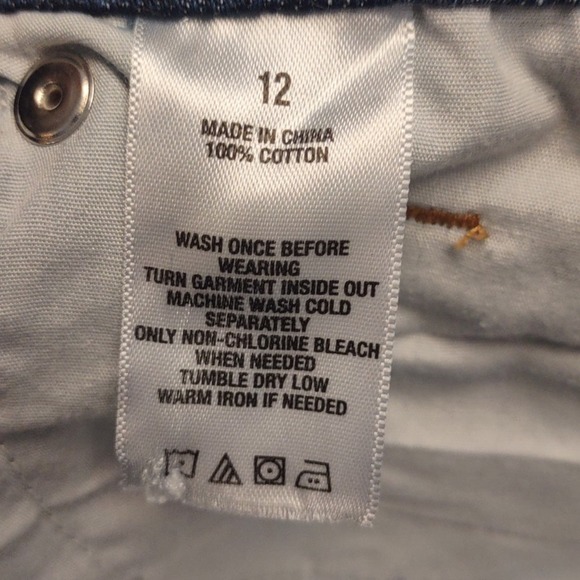 12
MADE IN CHINA
100% COTTON
WASH ONCE BEFORE
WEARING
TURN GARMENT INSIDE OUT
MACHINE WASH COLD
SEPARATELY
ONLY NON-CHLORINE BLEACH
WHEN NEEDED
TUMBLE DRY LOW
WARM IRON IF NEEDED